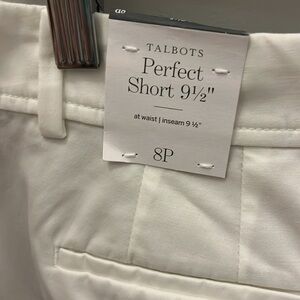 TALBOTS
Perfect
Short 9½"
at waist | inseam 9 ½"
8P